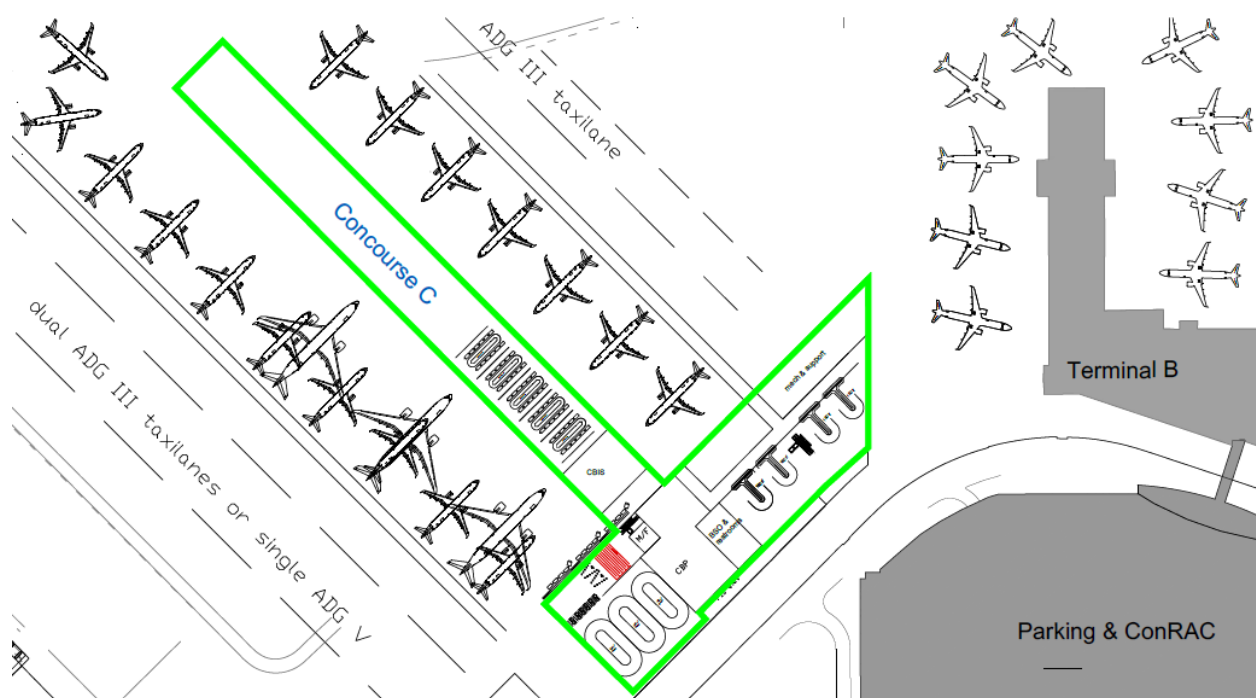 ADG III taxilane
Concourse C
dual ADG III taxilanes or single ADG V
mech & support
Terminal B
CBIS
BSO &
restrooms
M/F
CBP
Parking & ConRAC